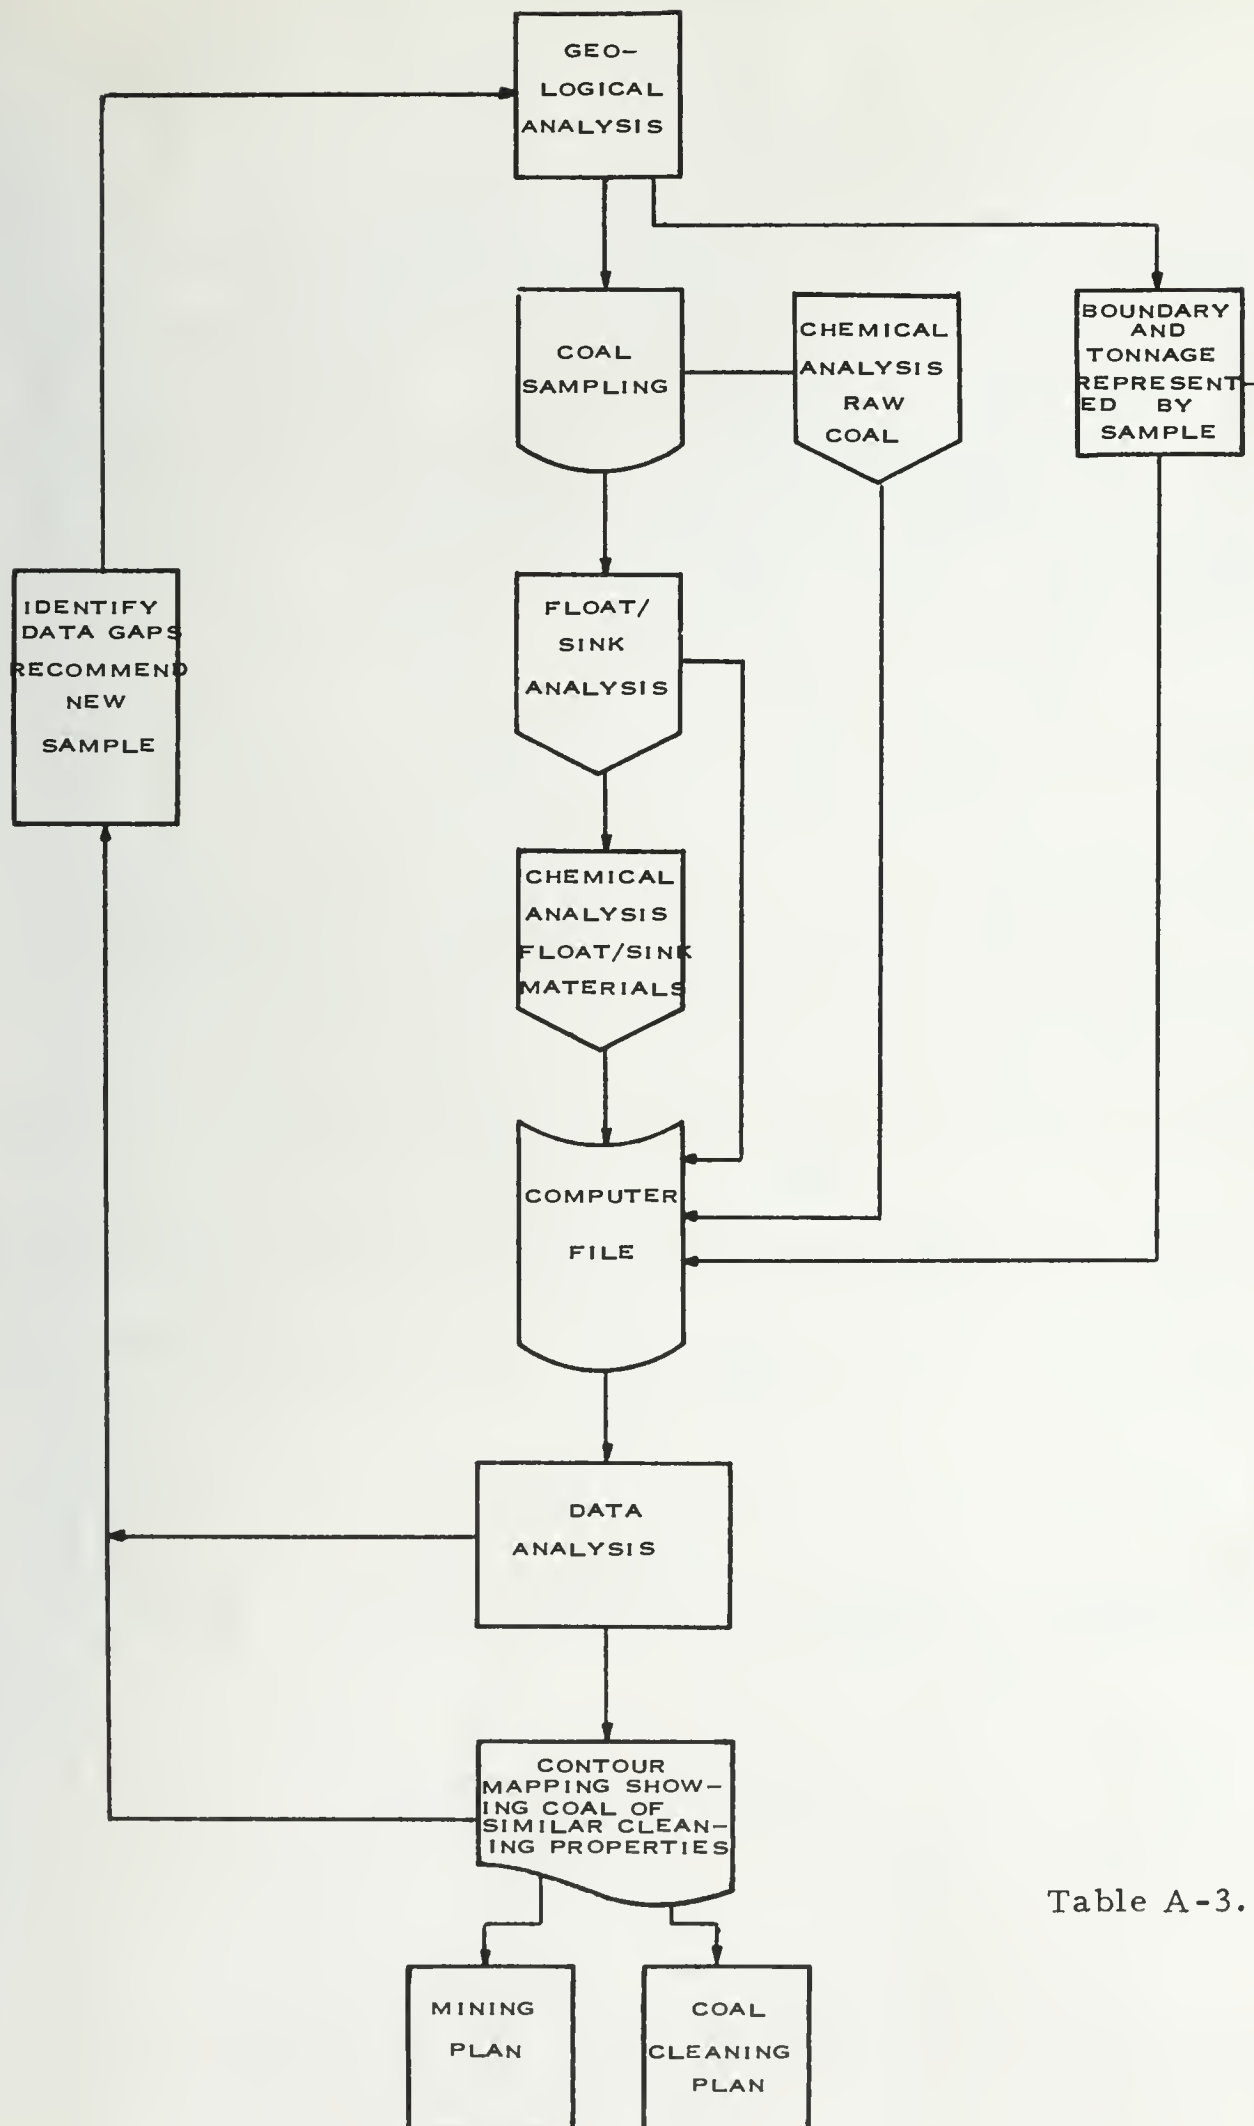 GEO-
LOGICAL
ANALYSIS
COAL
SAMPLING
CHEMICAL
ANALYSIS
RAW
COAL
BOUNDARY
AND
TONNAGE
REPRESENT
ED BY
SAMPLE
IDENTIFY
DATA GAPS
RECOMMEND
NEW
SAMPLE
FLOAT/
SINK
ANALYSIS
CHEMICAL
ANALYSIS
FLOAT/SINK
MATERIALS
COMPUTER
FILE
DATA
ANALYSIS
CONTOUR
MAPPING SHOW-
ING COAL OF
SIMILAR CLEAN-
ING PROPERTIES
Table A-3.
MINING
PLAN
COAL
CLEANING
PLAN